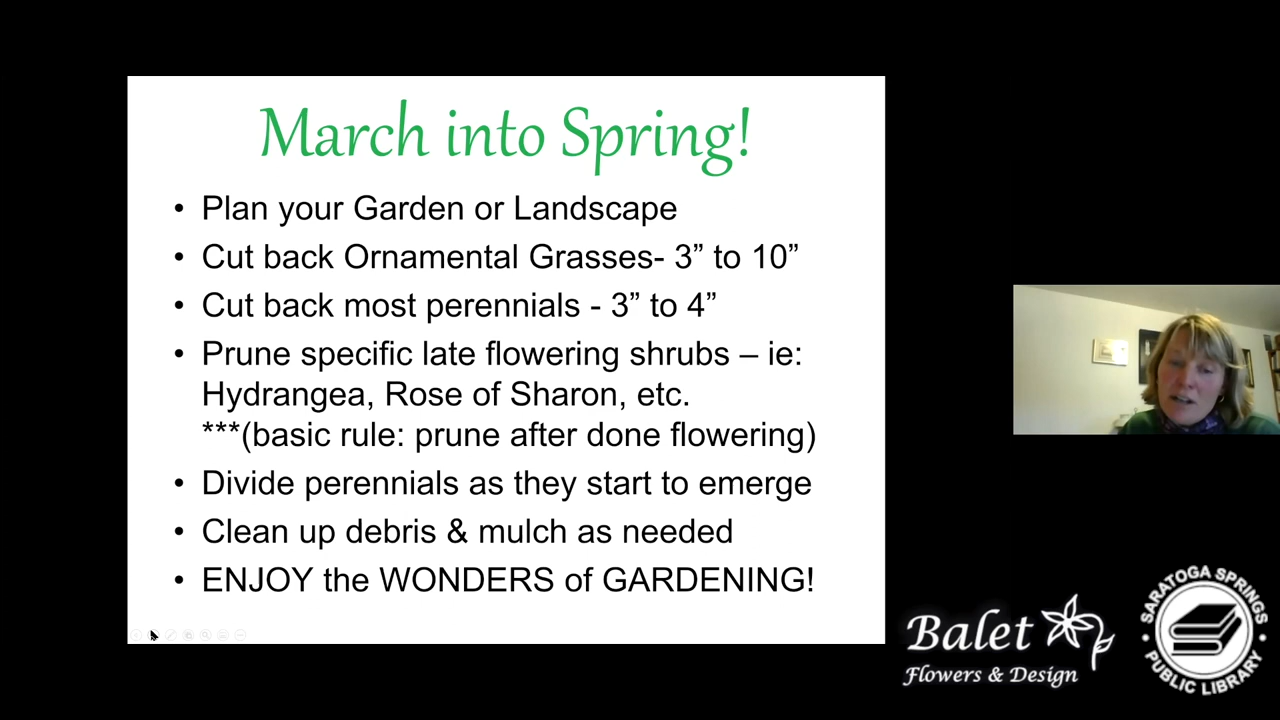 March into Spring!
• Plan your Garden or Landscape
• Cut back Ornamental Grasses- 3” to 10”
• Cut back most perennials - 3” to 4”
• Prune specific late flowering shrubs – ie:
Hydrangea, Rose of Sharon, etc.
***(basic rule: prune after done flowering)
• Divide perennials as they start to emerge
• Clean up debris & mulch as needed
• ENJOY the WONDERS of GARDENING!
Balet
Flowers & Design
SARATOGA SPRINGS
• PUBLIC LIBRARY •